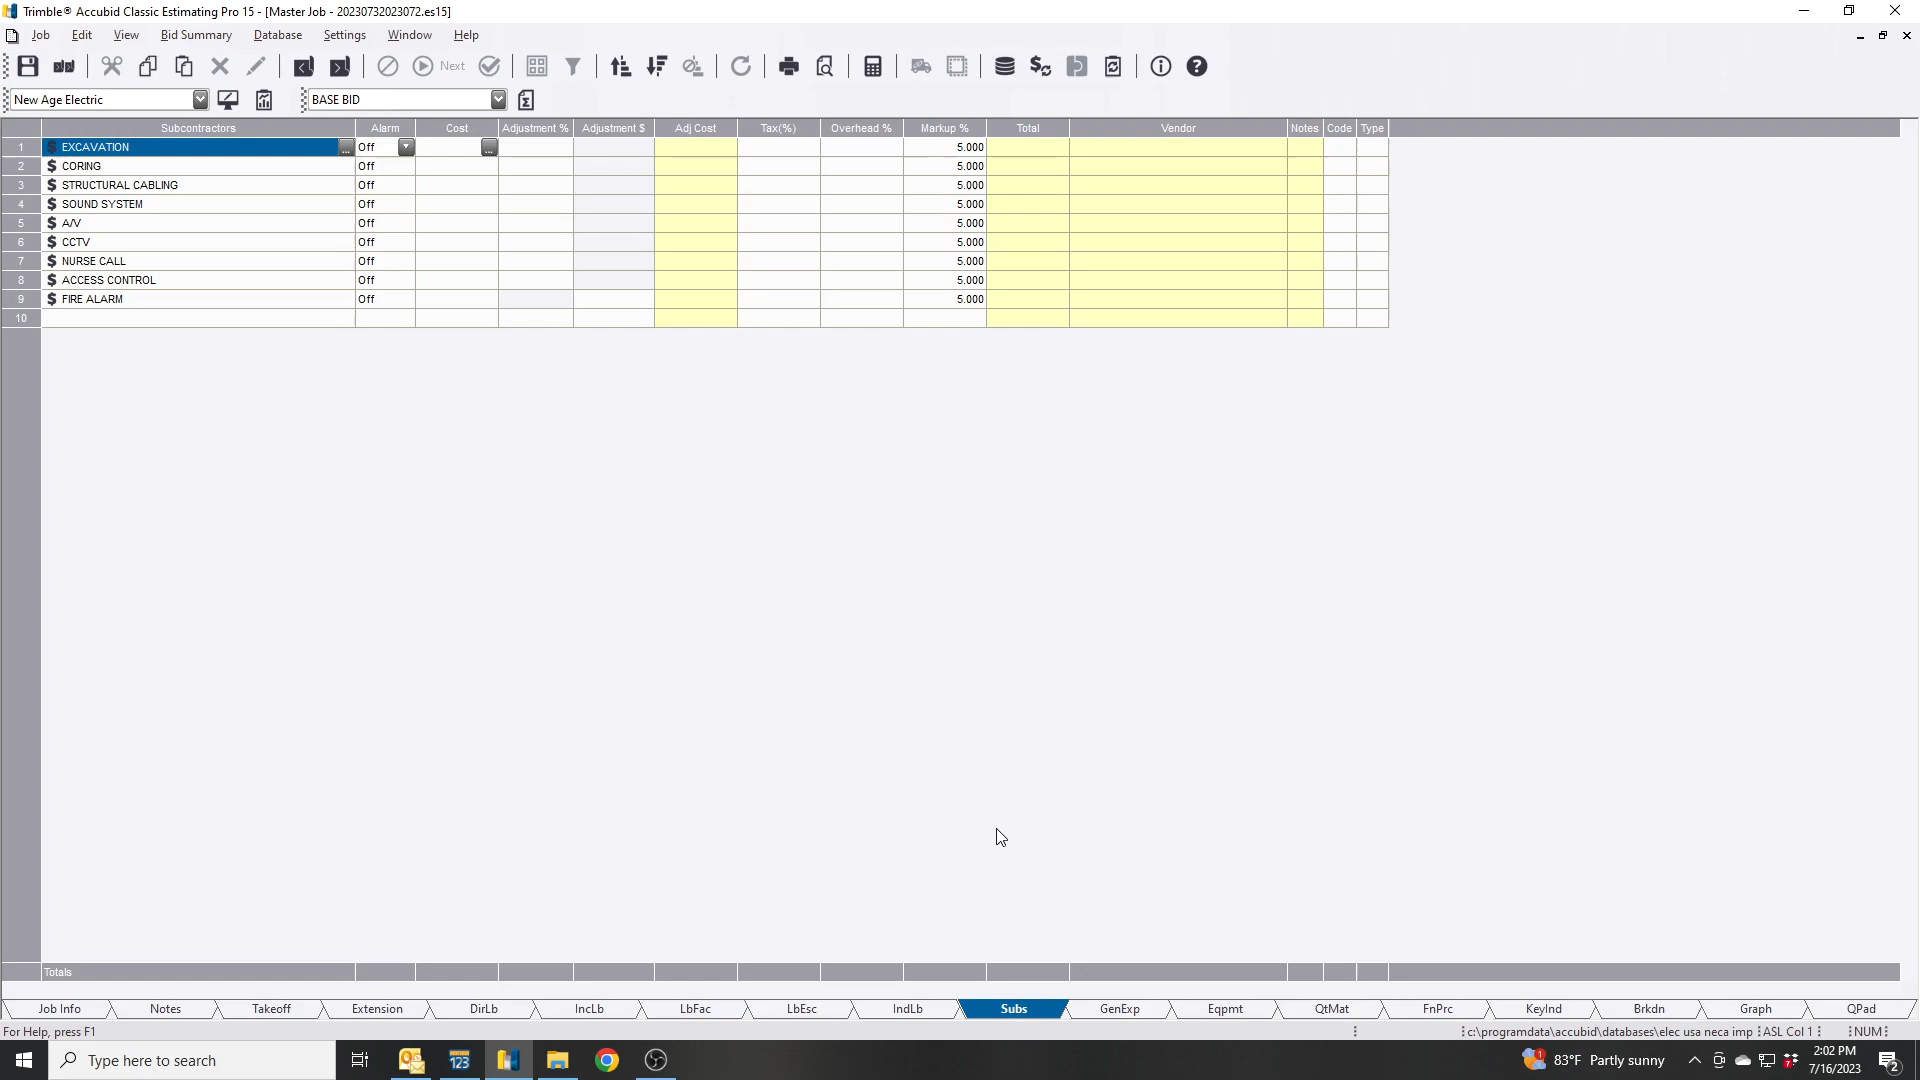 Trimble® Accubid Classic Estimating Pro 15 - [Master Job - 20230732023072.es15]
Job Edit View Bid Summary Database Settings Window Help
Next
New Age Electric BASE BID
Subcontractors Alarm Cost Adjustment % Adjustment $ Adj Cost Tax(%) Overhead % Markup % Total Vendor Notes Code Type
1 $ EXCAVATION ... Off ... 5.000
2 $ CORING Off 5.000
3 $ STRUCTURAL CABLING Off 5.000
4 $ SOUND SYSTEM Off 5.000
5 $ A/V Off 5.000
6 $ CCTV Off 5.000
7 $ NURSE CALL Off 5.000
8 $ ACCESS CONTROL Off 5.000
9 $ FIRE ALARM Off 5.000
10
Totals
Job Info Notes Takeoff Extension DirLb IncLb LbFac LbEsc IndLb Subs GenExp Eqpmt QtMat FnPrc KeyInd Brkdn Graph QPad
For Help, press F1 c:\programdata\accubid\databases\elec usa neca imp ASL Col 1 NUM
Type here to search 123 83°F Partly sunny 2:02 PM
7/16/2023 2